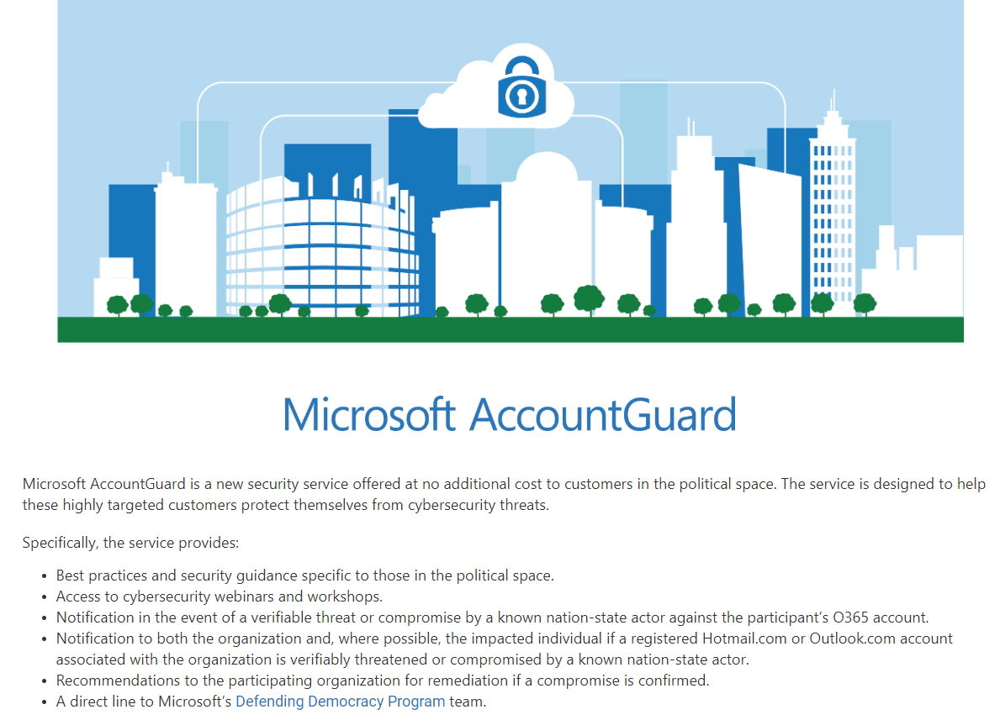 Microsoft AccountGuard
Microsoft AccountGuard is a new security service offered at no additional cost to customers in the political space. The service is designed to help
these highly targeted customers protect themselves from cybersecurity threats.
Specifically, the service provides:
• Best practices and security guidance specific to those in the political space.
• Access to cybersecurity webinars and workshops.
• Notification in the event of a verifiable threat or compromise by a known nation-state actor against the participant’s O365 account.
• Notification to both the organization and, where possible, the impacted individual if a registered Hotmail.com or Outlook.com account
associated with the organization is verifiably threatened or compromised by a known nation-state actor.
• Recommendations to the participating organization for remediation if a compromise is confirmed.
• A direct line to Microsoft’s Defending Democracy Program team.